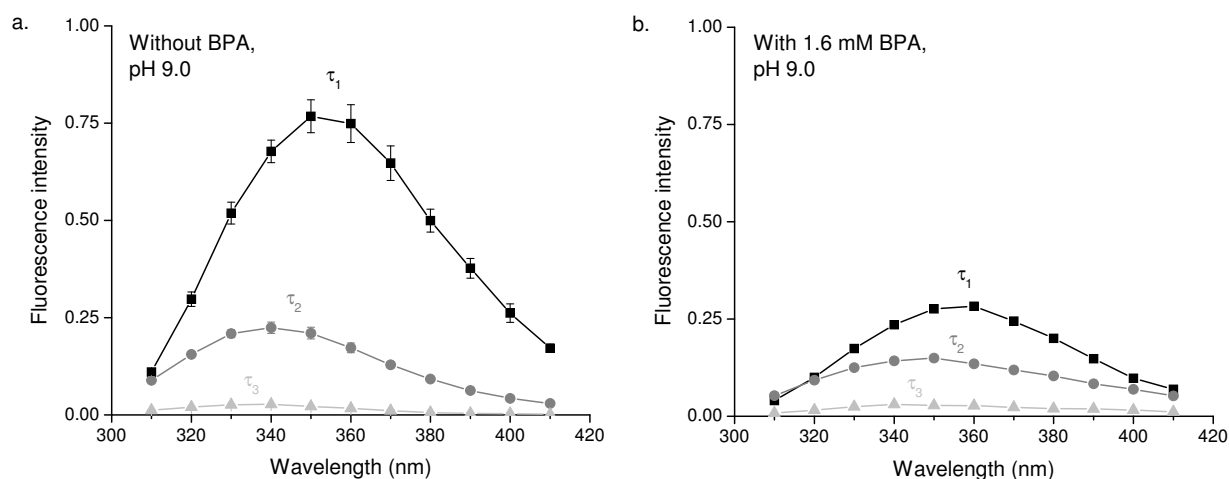 a.
Without BPA,
pH 9.0
τ1
τ2
τ3
1.00
0.75
0.50
0.25
0.00
300 320 340 360 380 400 420
Fluorescence intensity
Wavelength (nm)
b.
With 1.6 mM BPA,
pH 9.0
τ1
τ2
τ3
1.00
0.75
0.50
0.25
0.00
300 320 340 360 380 400 420
Fluorescence intensity
Wavelength (nm)